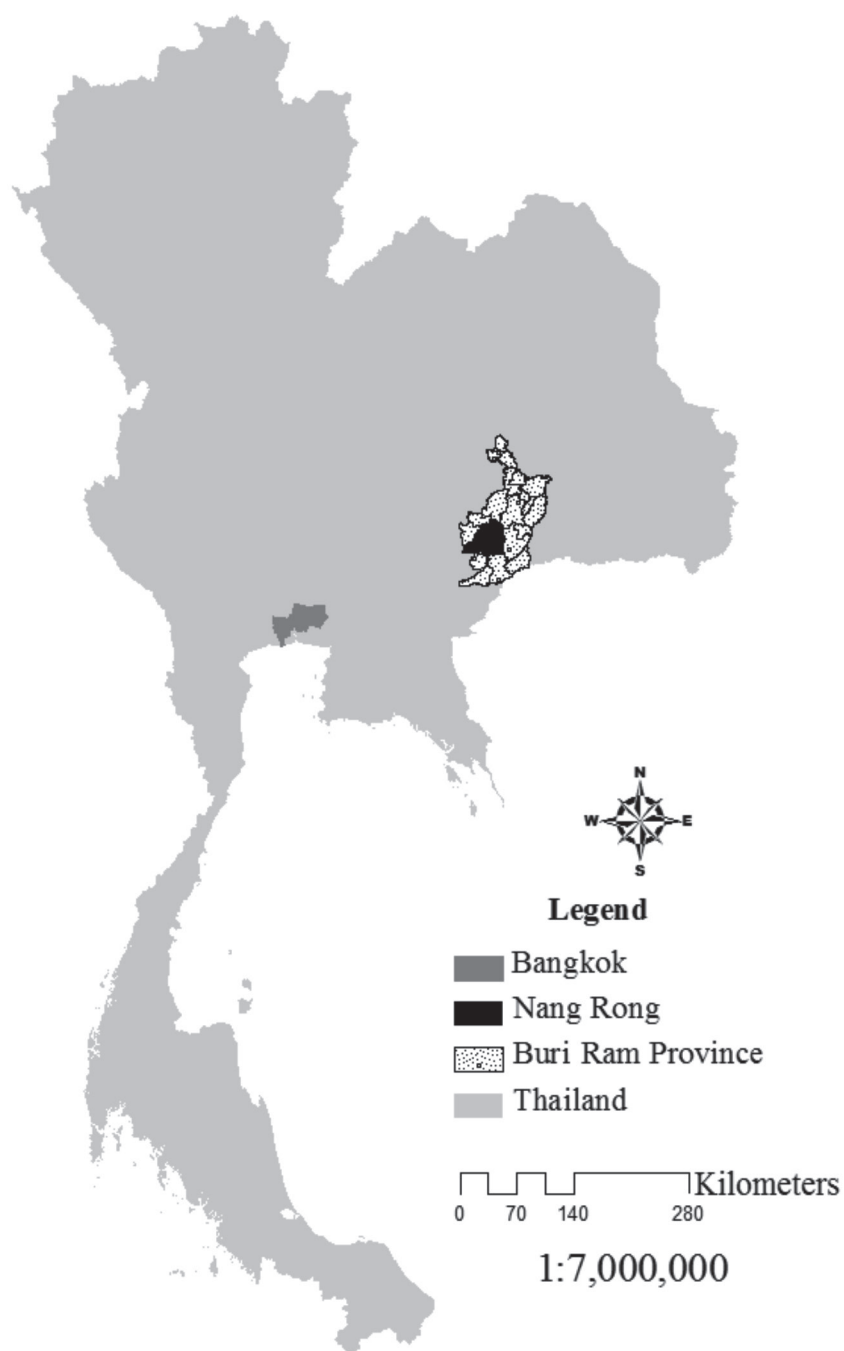 N
W E
S
Legend
Bangkok
Nang Rong
Buri Ram Province
Thailand
Kilometers
0 70 140 280
1:7,000,000